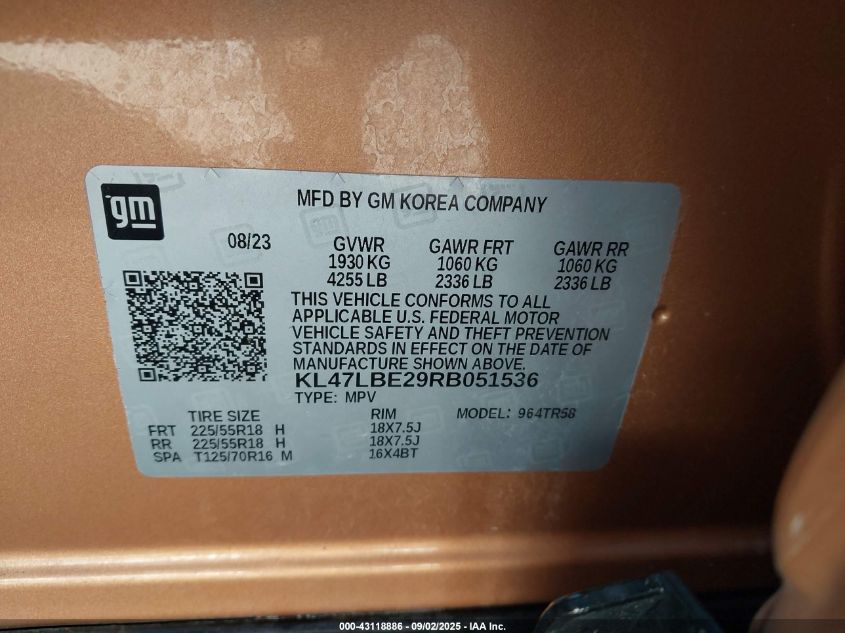 gm
MFD BY GM KOREA COMPANY
08/23
GVWR GAWR FRT GAWR RR
1930 KG 1060 KG 1060 KG
4255 LB 2336 LB 2336 LB
THIS VEHICLE CONFORMS TO ALL
APPLICABLE U.S. FEDERAL MOTOR
VEHICLE SAFETY AND THEFT PREVENTION
STANDARDS IN EFFECT ON THE DATE OF
MANUFACTURE SHOWN ABOVE.
KL47LBE29RB051536
TYPE: MPV
TIRE SIZE RIM MODEL: 964TR58
FRT 225/55R18 H 18X7.5J
RR 225/55R18 H 18X7.5J
SPA T125/70R16 M 16X4BT
000-43118886 - 09/02/2025 - IAA Inc.